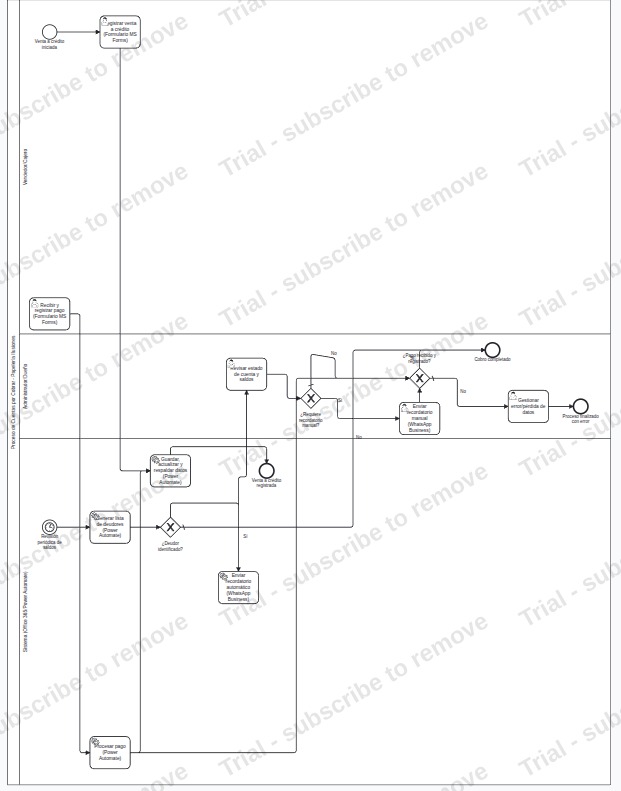 Trial - subscribe to remove
Venta a crédito
iniciada
Registrar venta
a crédito
(Formulario MS
Forms)
Vendedor/Cajera
Recibir y
registrar pago
(Formulario MS
Forms)
Proceso de Cuentas por Cobrar - Papelería Ilusiones
Administrador/Dueña
Revisar estado
de cuenta y
saldos
No
¿Requiere
recordatorio
manual?
Sí
¿Pago recibido y
registrado?
Cobro completado
Enviar
recordatorio
manual
(WhatsApp
Business)
No
Gestionar
error/pérdida de
datos
Proceso finalizado
con error
No
Guardar,
actualizar y
respaldar datos
(Power
Automate)
Venta a crédito
registrada
Revisión
periódica de
saldos
Generar lista
de deudores
(Power
Automate)
¿Deudor
identificado?
Sí
Enviar
recordatorio
automático
(WhatsApp
Business)
Sistema (Office 365/Power Automate)
Procesar pago
(Power
Automate)